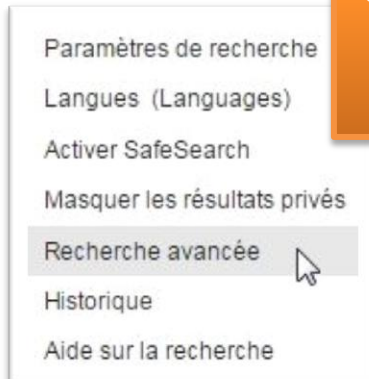 Paramètres de recherche
Langues (Languages)
Activer SafeSearch
Masquer les résultats privés
Recherche avancée
Historique
Aide sur la recherche